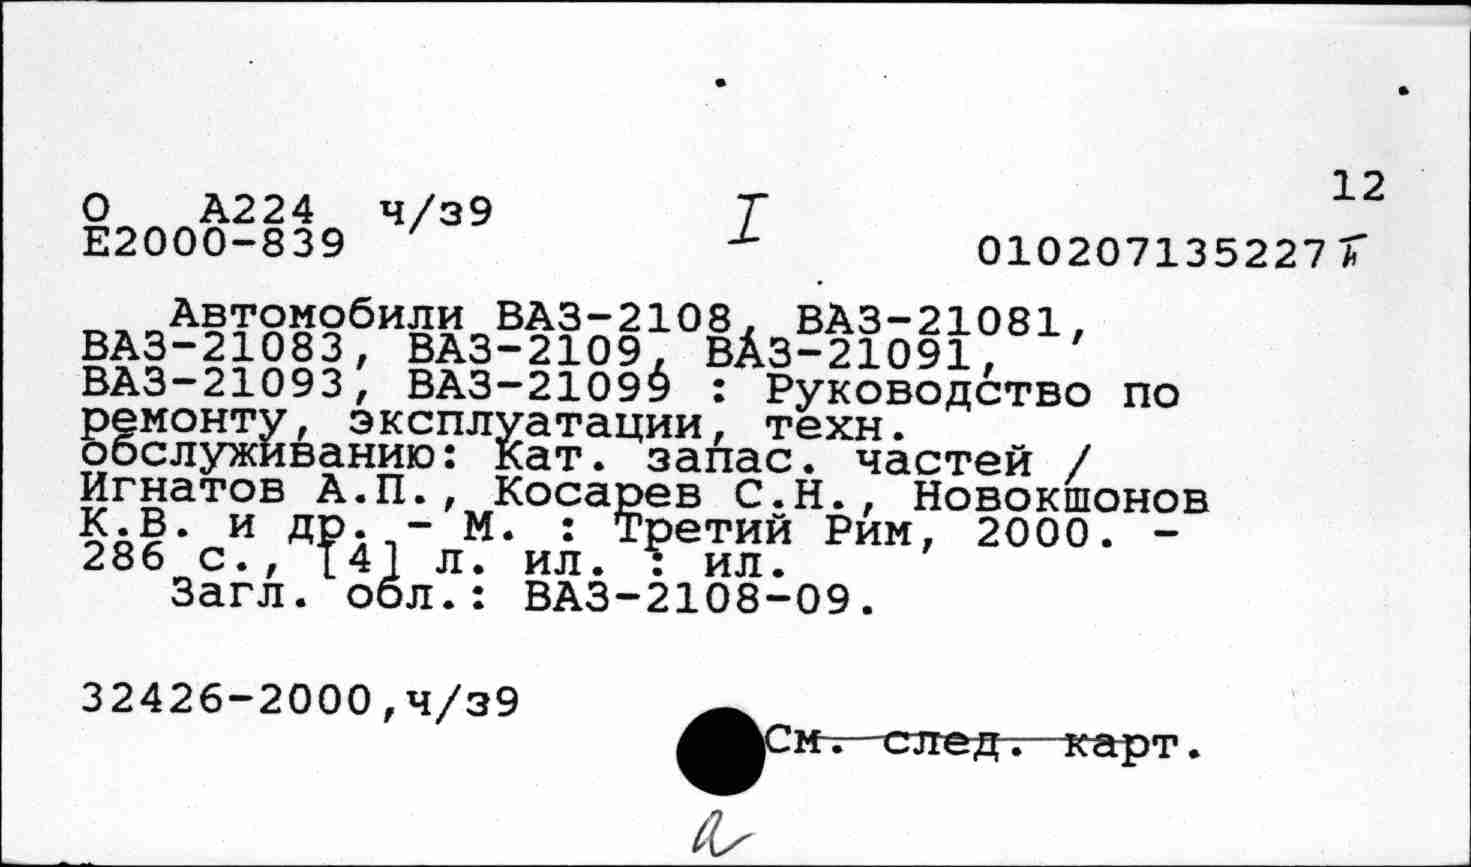 12
О А224 ч/з9 I
Е2000-839 010207135227
Автомобили ВАЗ-2108, ВАЗ-21081,
ВАЗ-21083, ВАЗ-2109, ВАЗ-21091,
ВАЗ-21093, ВАЗ-21099 : Руководство по
ремонту, эксплуатации, техн.
обслуживанию: Кат. запас. частей /
Игнатов А.П., Косарев С.Н., Новокшонов
К.В. и др. - М. : Третий Рим, 2000. -
286 с., [4] л. ил. : ил.
Загл. обл.: ВАЗ-2108-09.
32426-2000,ч/з9
См. след. карт.